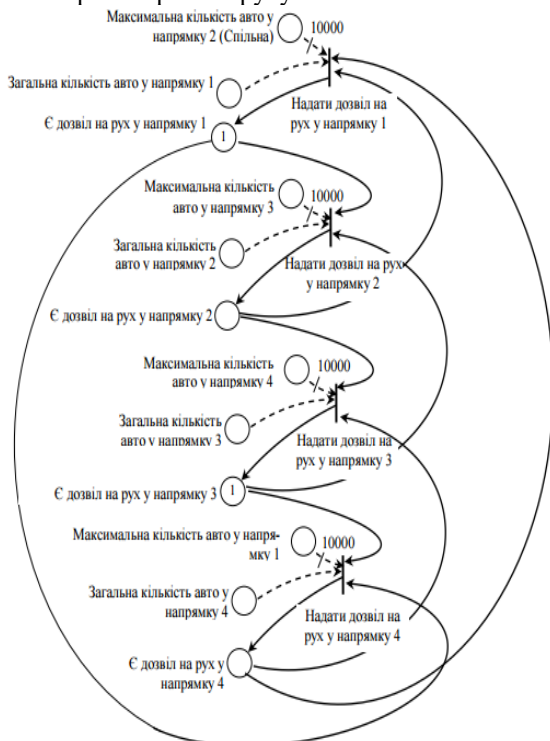 Максимальна кількість авто у
напрямку 2 (Спільна)
10000
Загальна кількість авто у напрямку 1
Надати дозвіл на
рух у напрямку 1
Є дозвіл на рух у напрямку 1
1
Максимальна кількість
авто у напрямку 3
10000
Загальна кількість
авто у напрямку 2
Надати дозвіл на рух
у напрямку 2
Є дозвіл на рух у напрямку 2
Максимальна кількість
авто у напрямку 4
10000
Загальна кількість
авто у напрямку 3
Надати дозвіл на
рух у напрямку 3
Є дозвіл на рух у напрямку 3
1
Максимальна кількість авто у напря-
мку 1
10000
Загальна кількість авто у
напрямку 4
Надати дозвіл на
рух у напрямку 4
Є дозвіл на рух у
напрямку 4